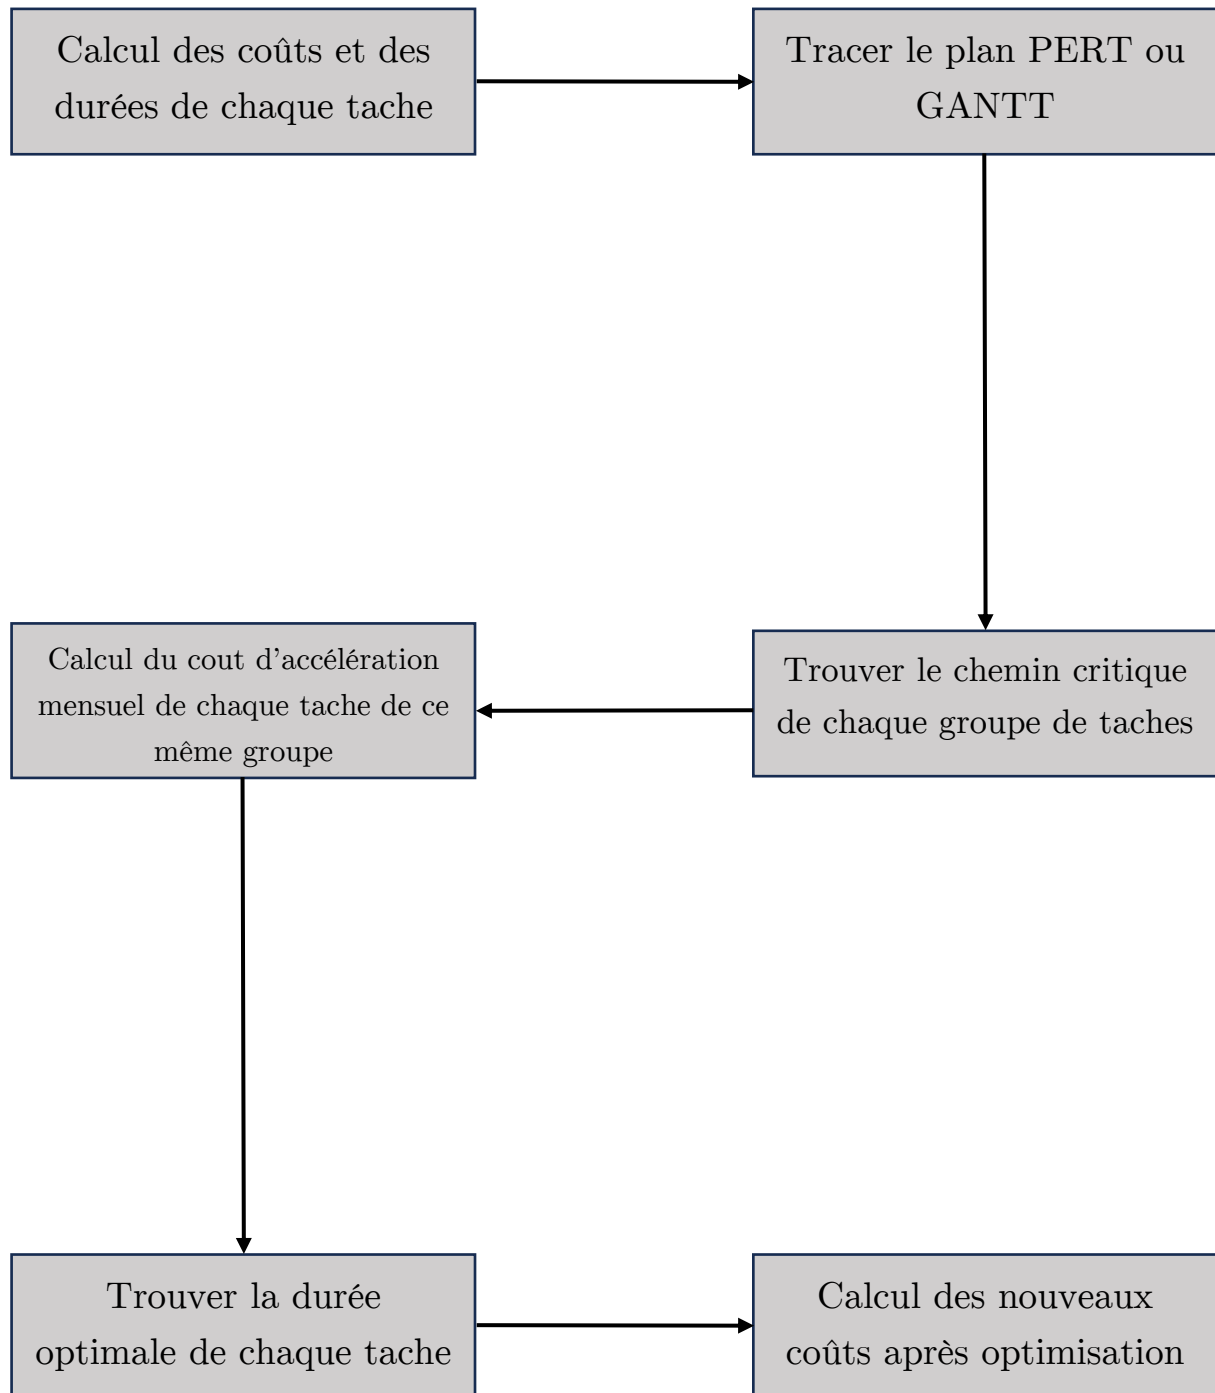 Calcul des coûts et des
durées de chaque tache
Tracer le plan PERT ou
GANTT
Trouver le chemin critique
de chaque groupe de taches
Calcul du cout d'accélération
mensuel de chaque tache de ce
même groupe
Trouver la durée
optimale de chaque tache
Calcul des nouveaux
coûts après optimisation